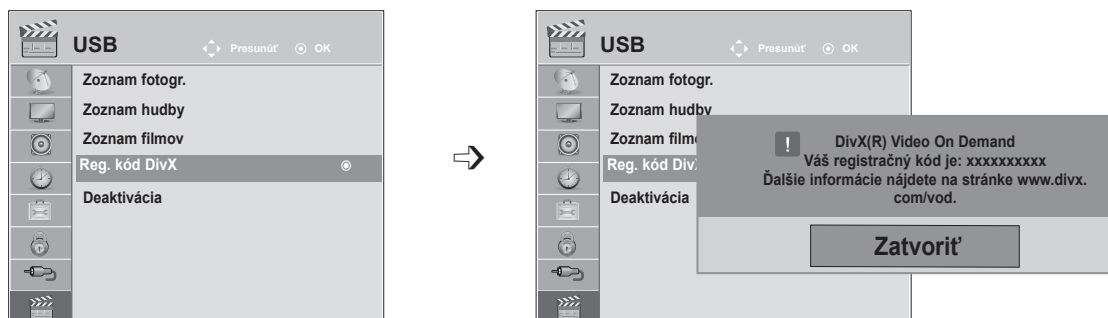 USB
Presunúť OK
Zoznam fotogr.
Zoznam hudby
Zoznam filmov
Reg. kód DivX
Deaktivácia
USB
Presunúť OK
Zoznam fotogr.
Zoznam hudby
Zoznam filmo
Reg. kód DivX
Deaktivácia
! DivX(R) Video On Demand
Váš registračný kód je: xxxxxxxxxx
Ďalšie informácie nájdete na stránke www.divx.
com/vod.
Zatvoriť